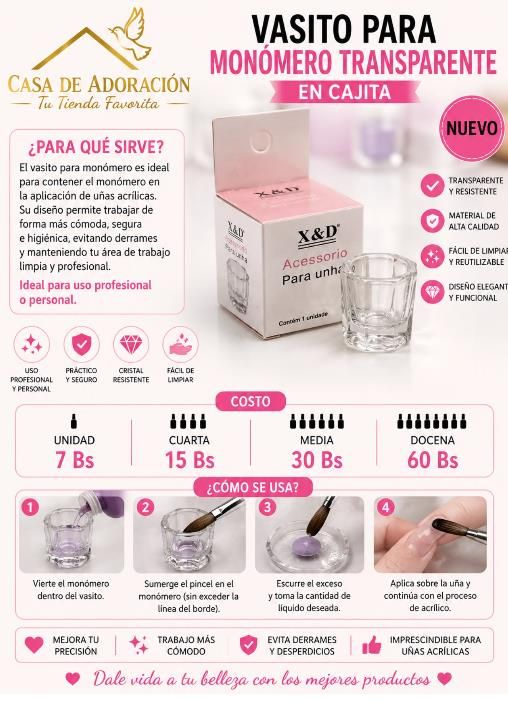 CASA DE ADORACIÓN
Tu Tienda Favorita
VASITO PARA
MONÓMERO TRANSPARENTE
EN CAJITA
NUEVO
¿PARA QUÉ SIRVE?
El vasito para monómero es ideal
para contener el monómero en
la aplicación de uñas acrílicas.
Su diseño permite trabajar de
forma más cómoda, segura
e higiénica, evitando derrames
y manteniendo tu área de trabajo
limpia y profesional.
Ideal para uso profesional
o personal.
X&D
X&D
Acessorio
Para unha
Contém 1 unidade
TRANSPARENTE
Y RESISTENTE
MATERIAL DE
ALTA CALIDAD
FÁCIL DE LIMPIAR
Y REUTILIZABLE
DISEÑO ELEGANT
Y FUNCIONAL
USO
PROFESIONAL
Y PERSONAL
PRÁCTICO
Y SEGURO
CRISTAL
RESISTENTE
FÁCIL DE
LIMPIAR
COSTO
UNIDAD
7 Bs
CUARTA
15 Bs
MEDIA
30 Bs
DOCENA
60 Bs
¿CÓMO SE USA?
1
Vierte el monómero
dentro del vasito.
2
Sumerge el pincel en el
monómero (sin exceder la
línea del borde).
3
Escurre el exceso
y toma la cantidad de
líquido deseada.
4
Aplica sobre la uña y
continúa con el proceso
de acrílico.
MEJORA TU
PRECISIÓN
TRABAJO MÁS
CÓMODO
EVITA DERRAMES
Y DESPERDICIOS
IMPRESCINDIBLE PARA
UÑAS ACRÍLICAS
Dale vida a tu belleza con los mejores productos